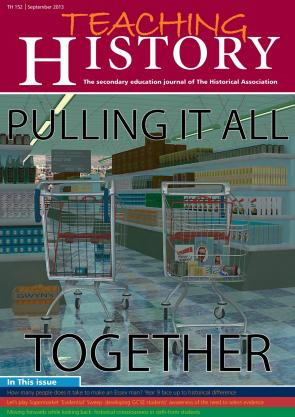 TH 152 | September 2013
TEACHING
HISTORY
The secondary education journal of The Historical Association
PULLING IT ALL
TOGETHER
In This issue
How many people does it take to make an Essex man? Year 9 face up to historical difference
Let's play Supermarket 'Evidential' Sweep: developing GCSE students' awareness of the need to select evidence
Moving forwards while looking back: historical consciousness in sixth-form students